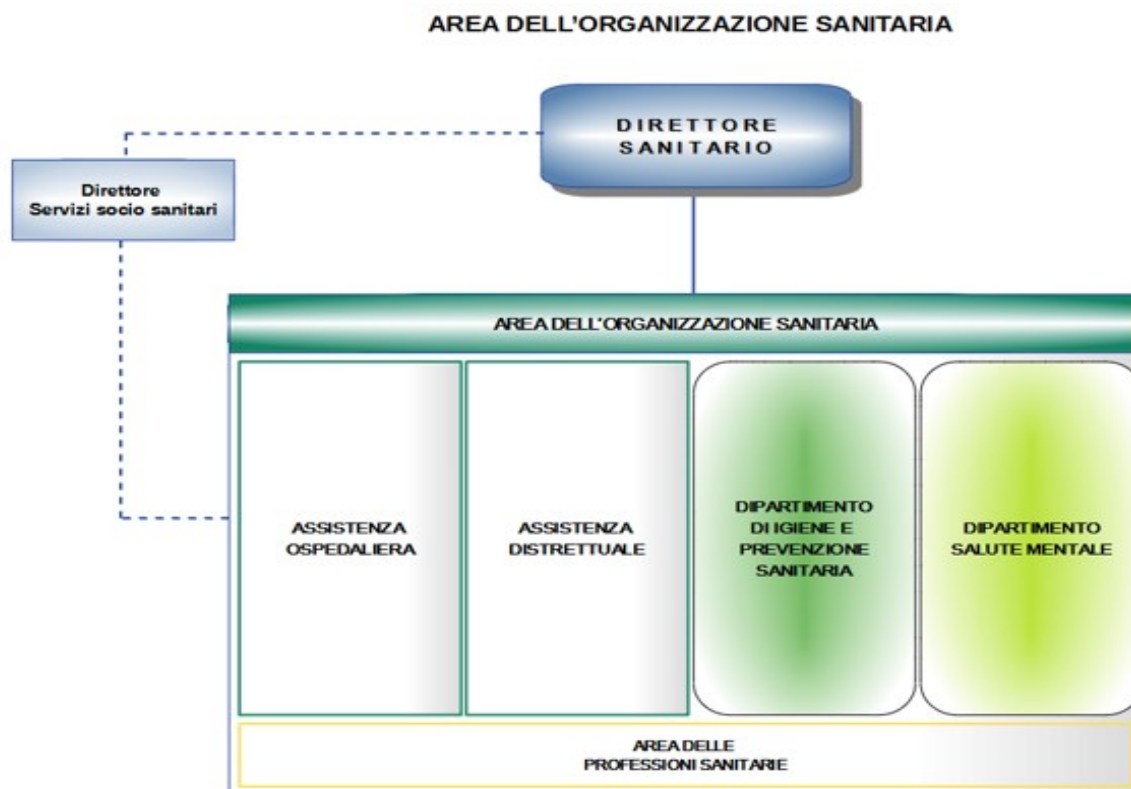 AREA DELL'ORGANIZZAZIONE SANITARIA
DIRETTORE
SANITARIO
Direttore
Servizi socio sanitari
AREA DELL'ORGANIZZAZIONE SANITARIA
ASSISTENZA
OSPEDALIERA
ASSISTENZA
DISTRETTUALE
DIPARTIMENTO
DI IGIENE E
PREVENZIONE
SANITARIA
DIPARTIMENTO
SALUTE MENTALE
AREA DELLE
PROFESSIONI SANITARIE